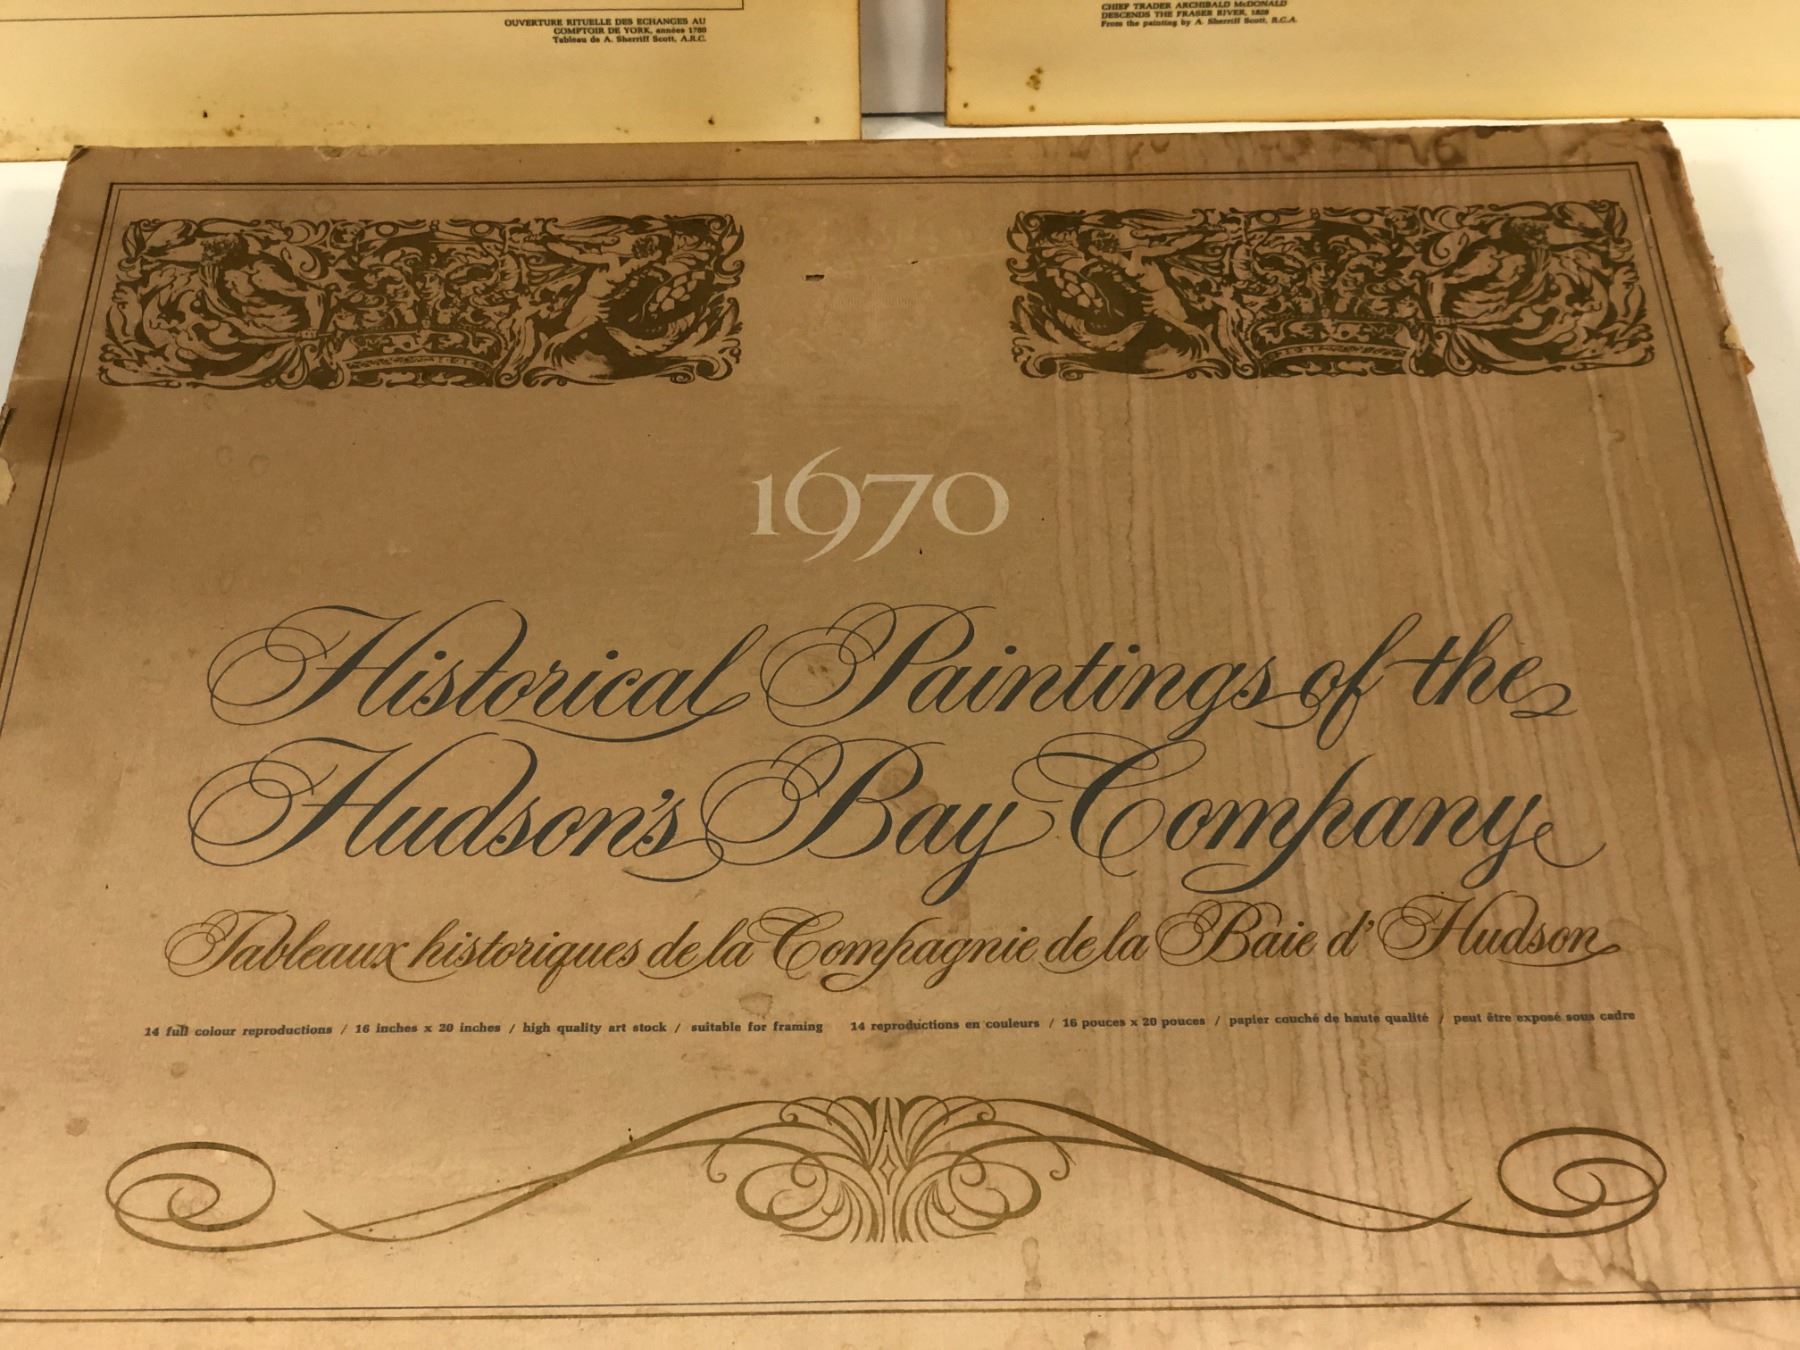 OUVERTURE RITUELLE DES ECHANGES AU
COMPTOIR DE YORK, années 1780
Tableau de A. Sherriff Scott, A.R.C.
CHIEF TRADER ARCHIBALD McDONALD
DESCENDS THE FRASER RIVER, 1828
From the painting by A. Sherriff Scott, R.C.A.
1670
Historical Paintings of the
Hudson's Bay Company
Tableaux historiques de la Compagnie de la Baie d'Hudson
14 full colour reproductions / 16 inches x 20 inches / high quality art stock / suitable for framing 14 reproductions en couleurs / 16 pouces x 20 pouces / papier couché de haute qualité / peut être exposé sous cadre